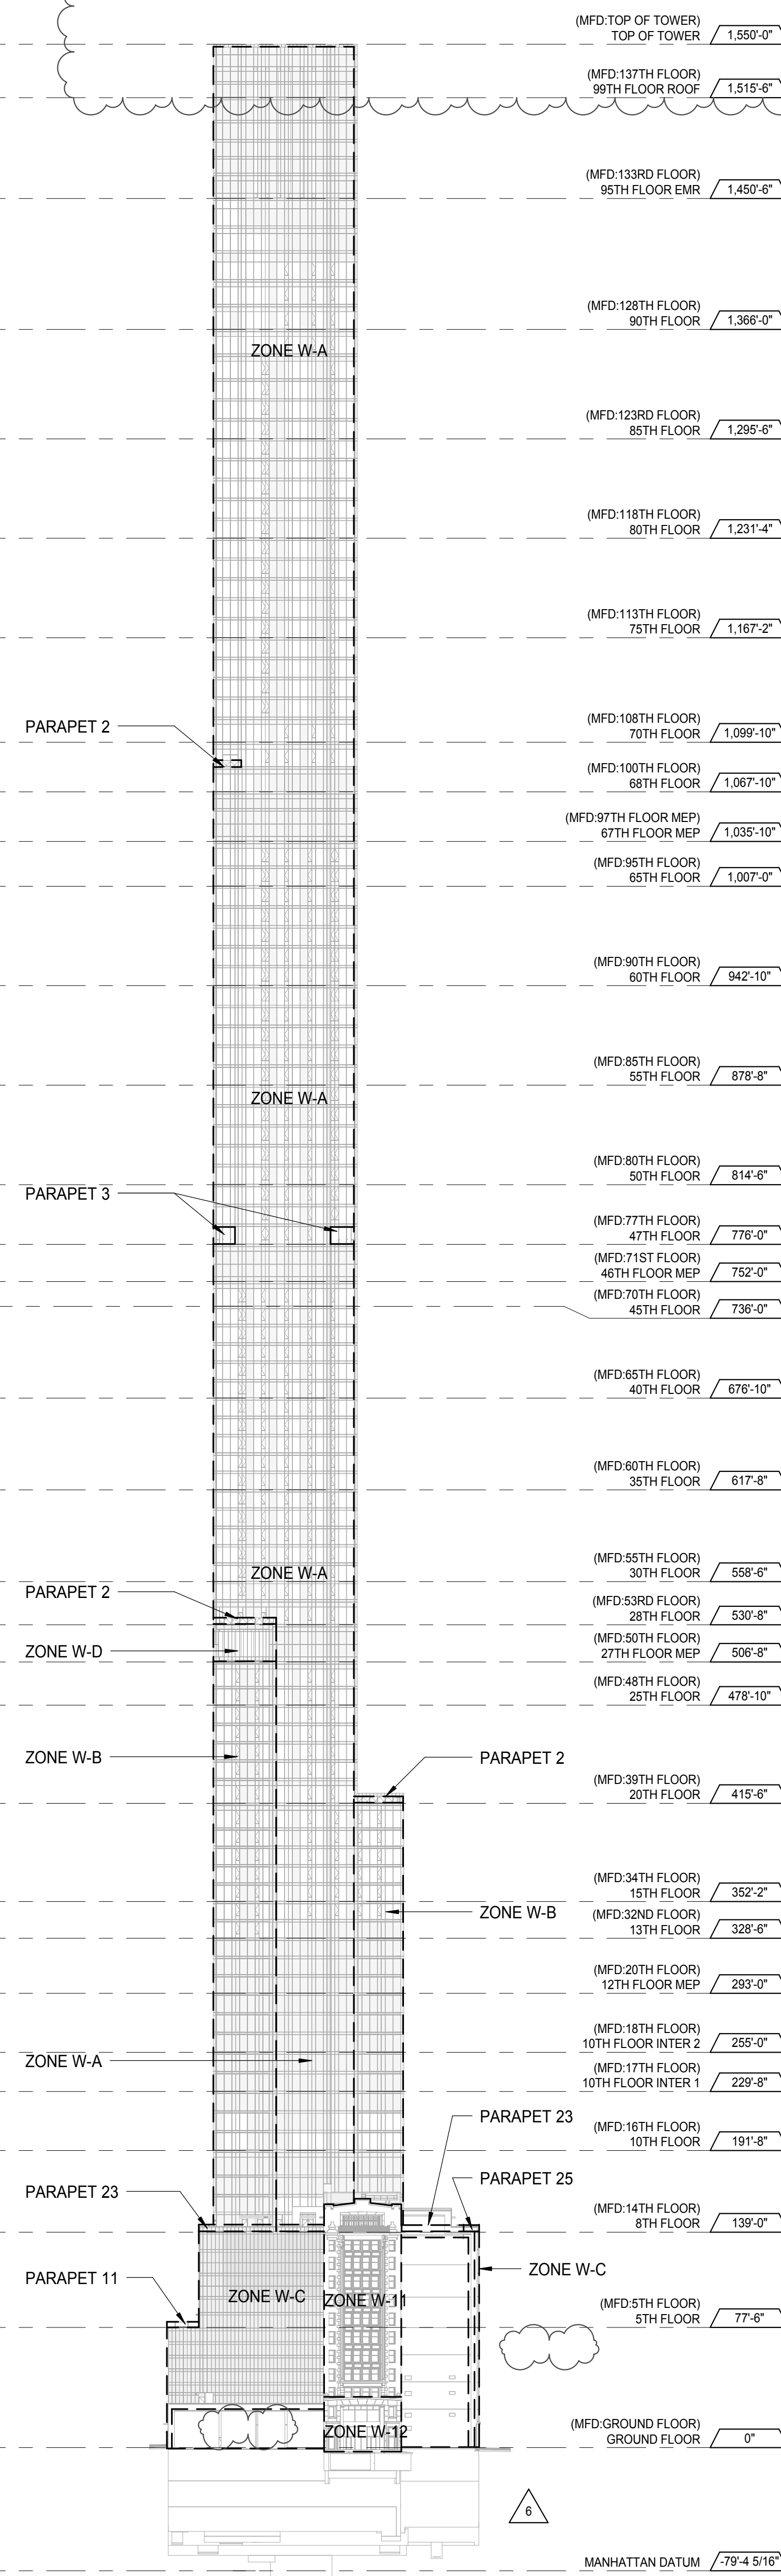 (MFD:TOP OF TOWER)
TOP OF TOWER 1,550'-0"
(MFD:137TH FLOOR)
99TH FLOOR ROOF 1,515'-6"
(MFD:133RD FLOOR)
95TH FLOOR EMR 1,450'-6"
(MFD:128TH FLOOR)
90TH FLOOR 1,366'-0"
ZONE W-A
(MFD:123RD FLOOR)
85TH FLOOR 1,295'-6"
(MFD:118TH FLOOR)
80TH FLOOR 1,231'-4"
(MFD:113TH FLOOR)
75TH FLOOR 1,167'-2"
PARAPET 2
(MFD:108TH FLOOR)
70TH FLOOR 1,099'-10"
(MFD:100TH FLOOR)
68TH FLOOR 1,067'-10"
(MFD:97TH FLOOR MEP)
67TH FLOOR MEP 1,035'-10"
(MFD:95TH FLOOR)
65TH FLOOR 1,007'-0"
(MFD:90TH FLOOR)
60TH FLOOR 942'-10"
(MFD:85TH FLOOR)
55TH FLOOR 878'-8"
ZONE W-A
(MFD:80TH FLOOR)
50TH FLOOR 814'-6"
PARAPET 3
(MFD:77TH FLOOR)
47TH FLOOR 776'-0"
(MFD:71ST FLOOR)
46TH FLOOR MEP 752'-0"
(MFD:70TH FLOOR)
45TH FLOOR 736'-0"
(MFD:65TH FLOOR)
40TH FLOOR 676'-10"
(MFD:60TH FLOOR)
35TH FLOOR 617'-8"
(MFD:55TH FLOOR)
30TH FLOOR 558'-6"
ZONE W-A
PARAPET 2
(MFD:53RD FLOOR)
28TH FLOOR 530'-8"
ZONE W-D
(MFD:50TH FLOOR)
27TH FLOOR MEP 506'-8"
(MFD:48TH FLOOR)
25TH FLOOR 478'-10"
ZONE W-B
PARAPET 2
(MFD:39TH FLOOR)
20TH FLOOR 415'-6"
(MFD:34TH FLOOR)
15TH FLOOR 352'-2"
ZONE W-B
(MFD:32ND FLOOR)
13TH FLOOR 328'-6"
(MFD:20TH FLOOR)
12TH FLOOR MEP 293'-0"
(MFD:18TH FLOOR)
10TH FLOOR INTER 2 255'-0"
ZONE W-A
(MFD:17TH FLOOR)
10TH FLOOR INTER 1 229'-8"
PARAPET 23
(MFD:16TH FLOOR)
10TH FLOOR 191'-8"
PARAPET 25
PARAPET 23
(MFD:14TH FLOOR)
8TH FLOOR 139'-0"
ZONE W-C
PARAPET 11
ZONE W-C
ZONE W-11
(MFD:5TH FLOOR)
5TH FLOOR 77'-6"
ZONE W-12
(MFD:GROUND FLOOR)
GROUND FLOOR 0"
6
MANHATTAN DATUM -79'-4 5/16"